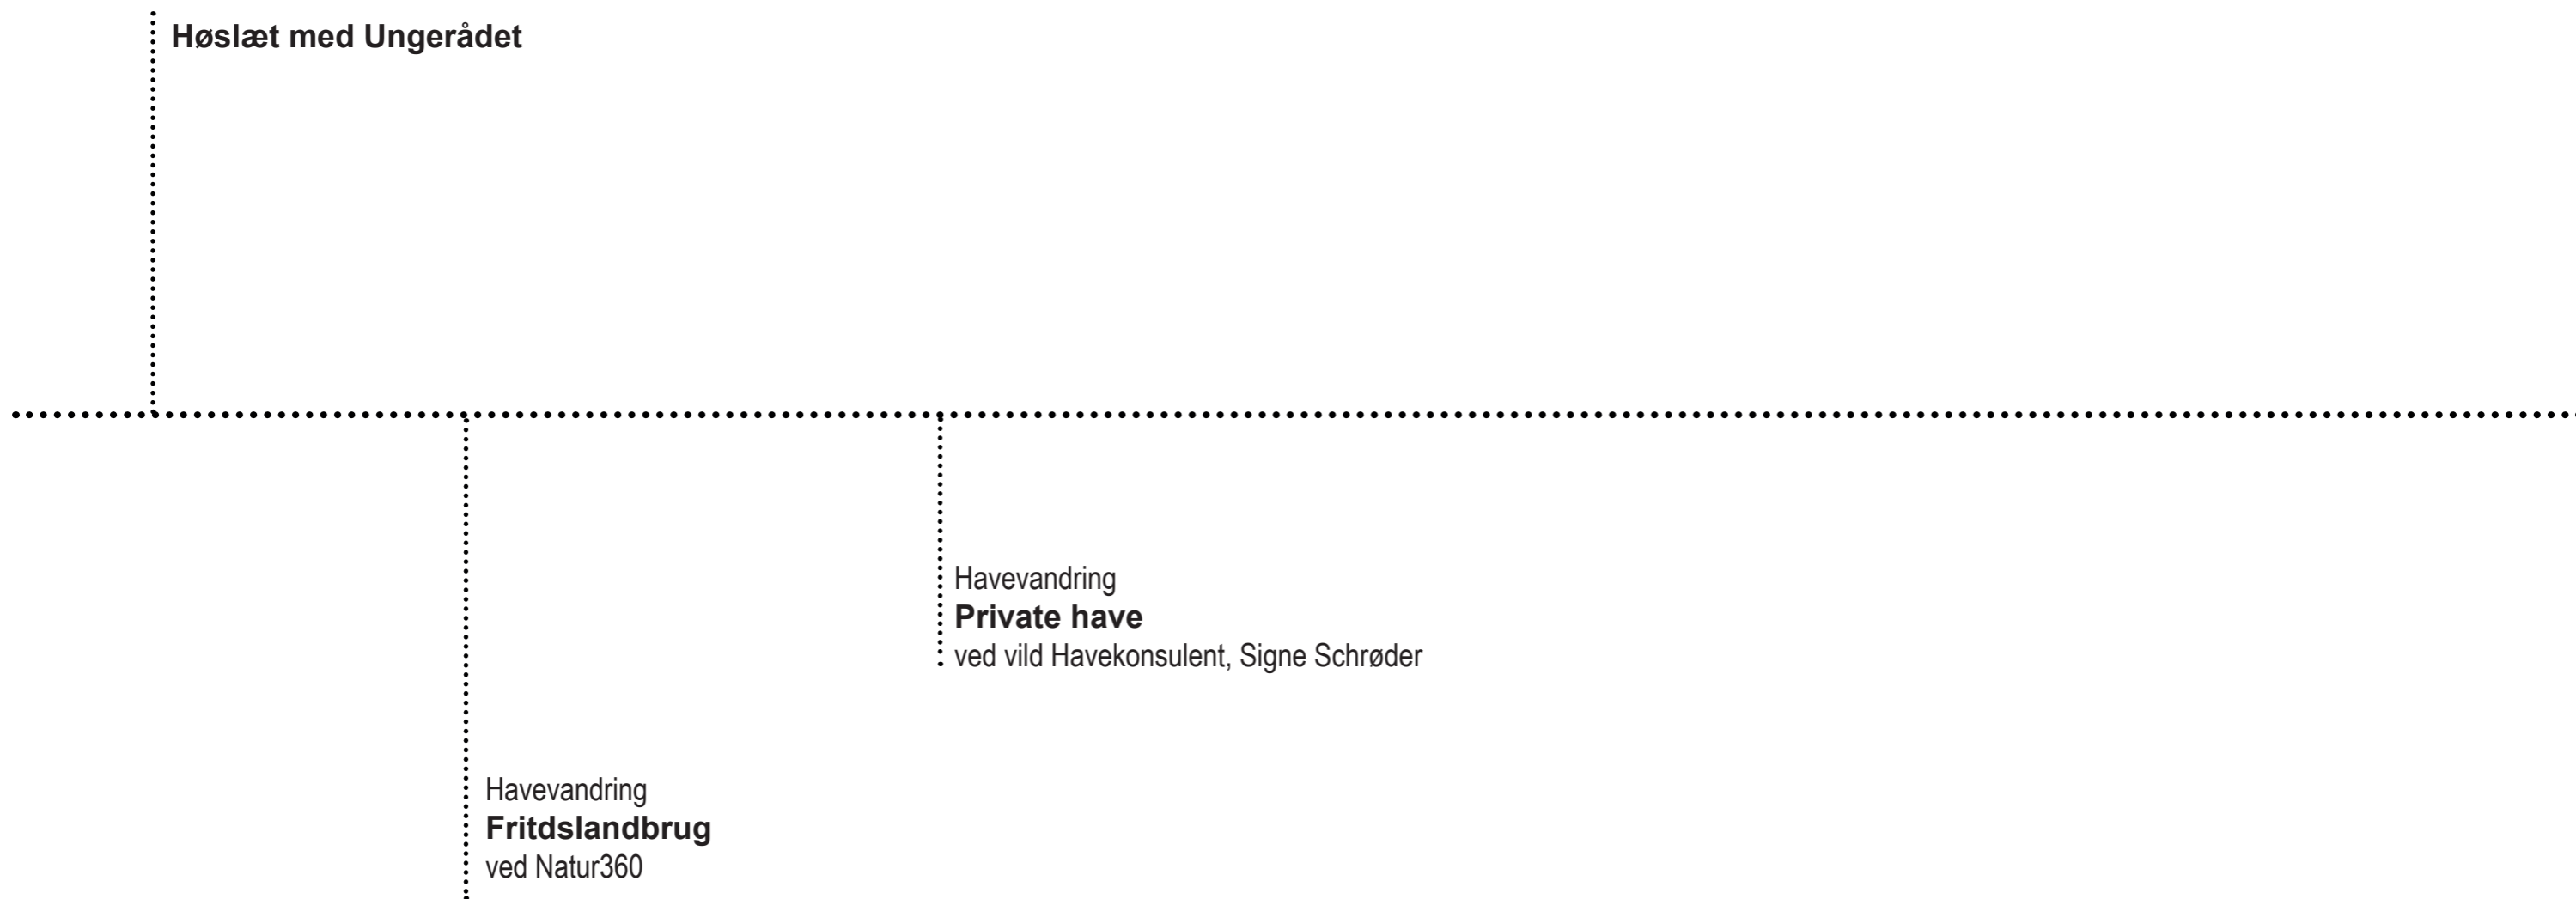 Høslæt med Ungerådet
Havevandring
Private have
ved vild Havekonsulent, Signe Schrøder
Havevandring
Fritdslandbrug
ved Natur360